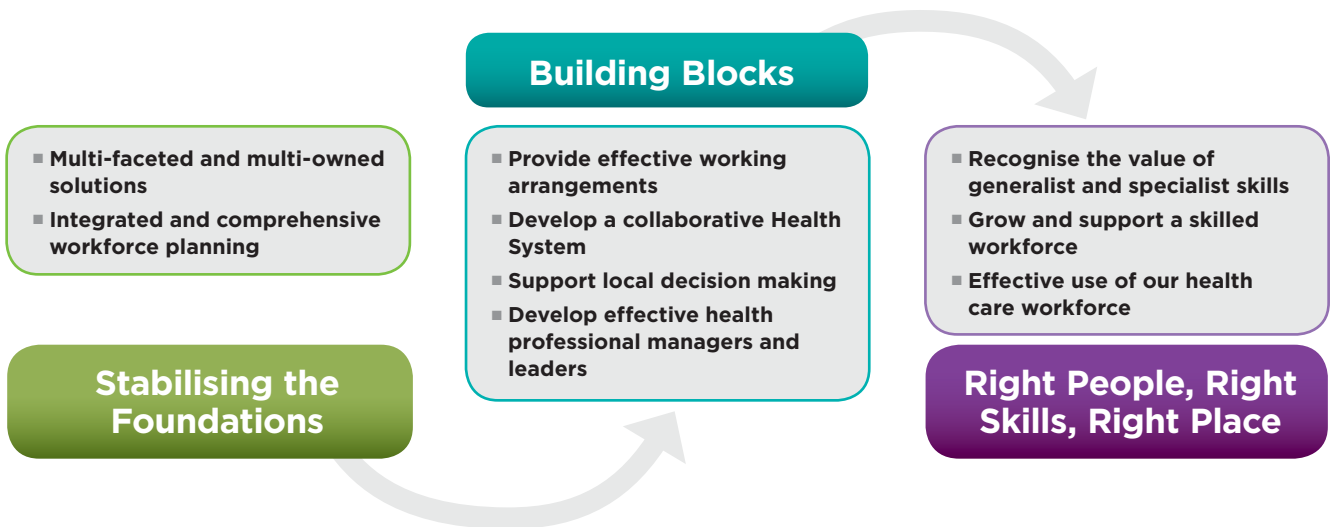 ■ Multi-faceted and multi-owned
solutions
■ Integrated and comprehensive
workforce planning
Stabilising the
Foundations
Building Blocks
■ Provide effective working
arrangements
■ Develop a collaborative Health
System
■ Support local decision making
■ Develop effective health
professional managers and
leaders
■ Recognise the value of
generalist and specialist skills
■ Grow and support a skilled
workforce
■ Effective use of our health
care workforce
Right People, Right
Skills, Right Place